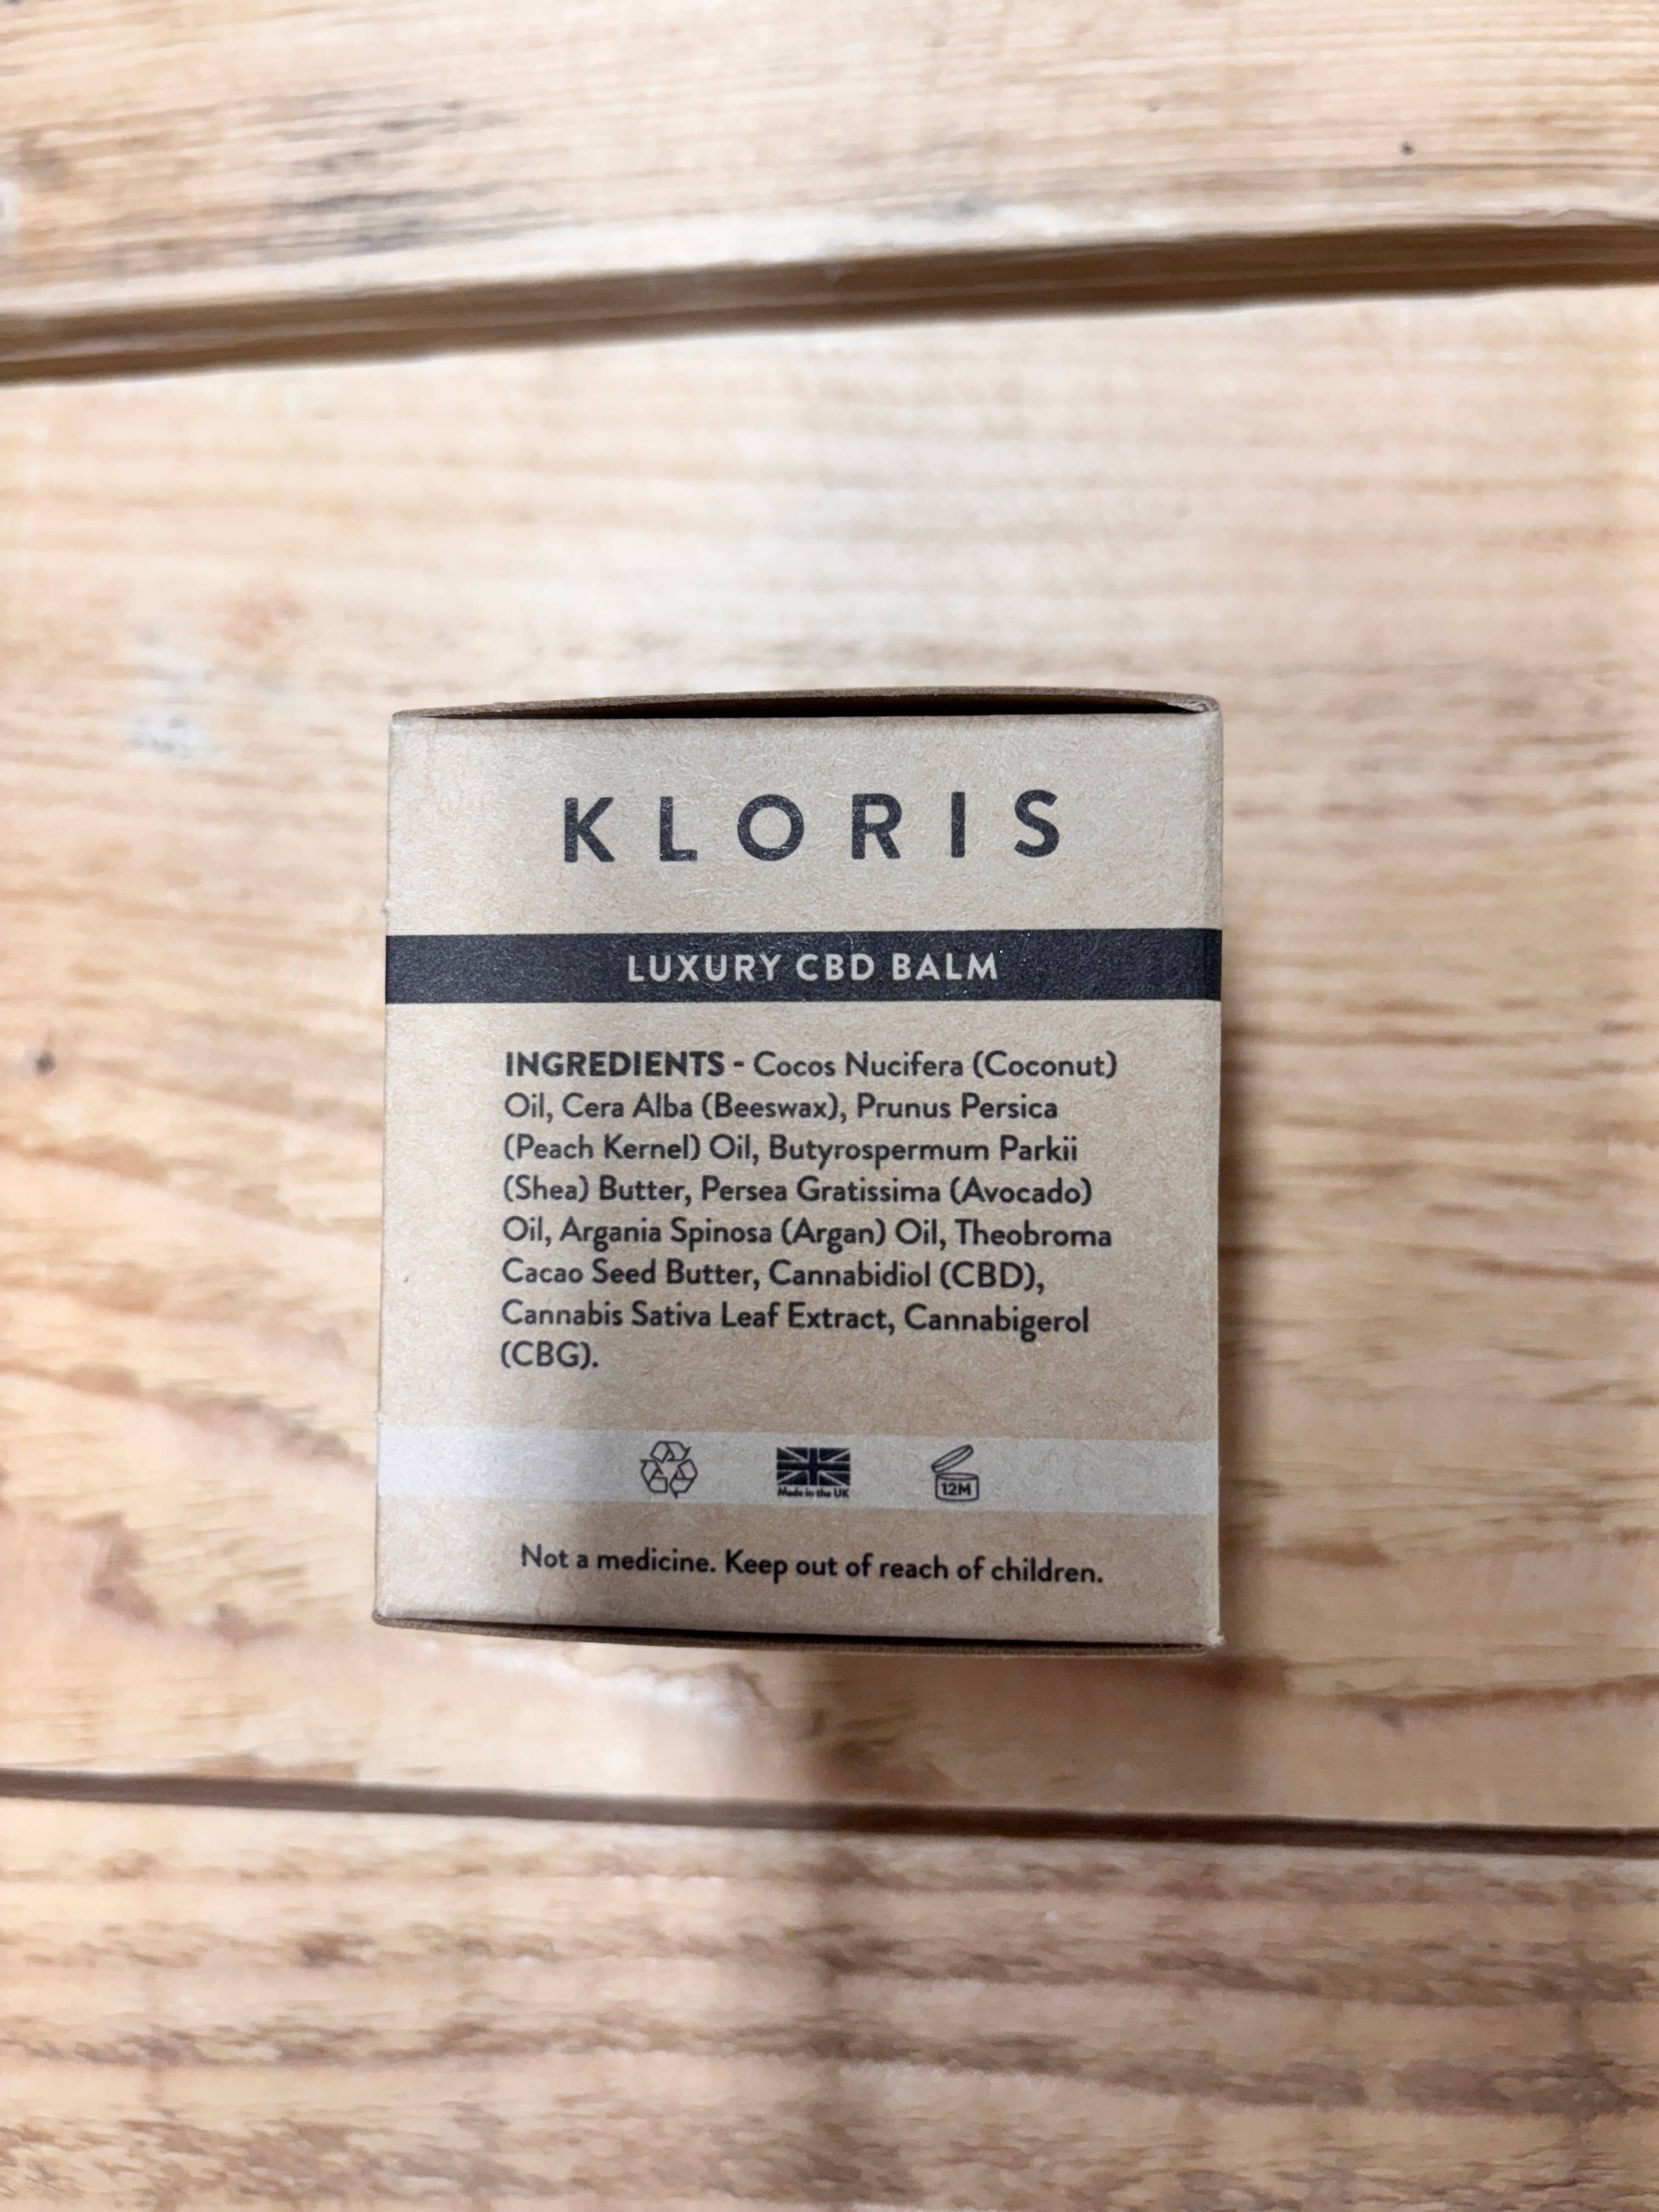 KLORIS
LUXURY CBD BALM
INGREDIENTS - Cocos Nucifera (Coconut)
Oil, Cera Alba (Beeswax), Prunus Persica
(Peach Kernel) Oil, Butyrospermum Parkii
(Shea) Butter, Persea Gratissima (Avocado)
Oil, Argania Spinosa (Argan) Oil, Theobroma
Cacao Seed Butter, Cannabidiol (CBD),
Cannabis Sativa Leaf Extract, Cannabigerol
(CBG).
Made in the UK
12M
Not a medicine. Keep out of reach of children.